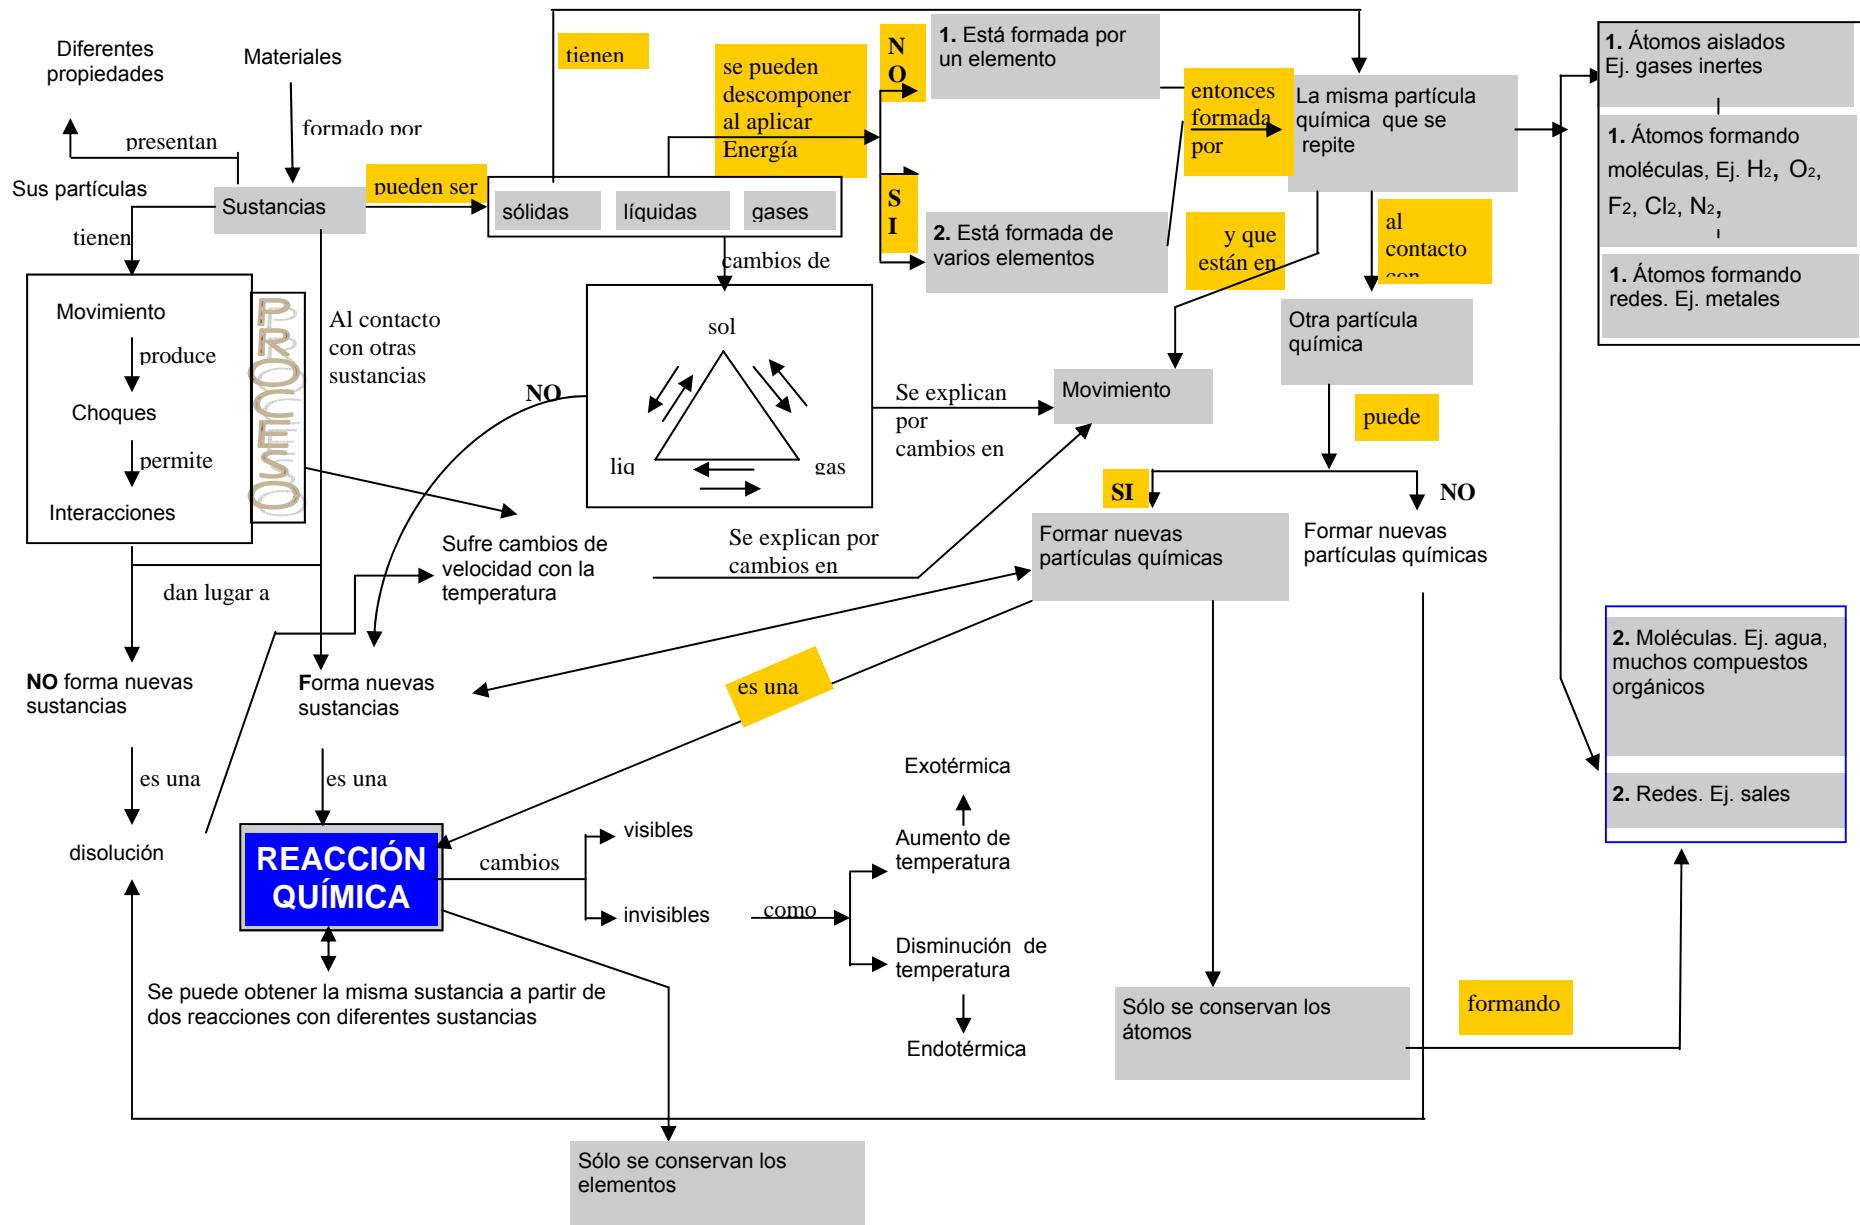 Diferentes
propiedades
Materiales
presentan
formado por
Sus partículas
Sustancias
tienen
pueden ser
sólidas
líquidas
gases
tienen
se pueden
descomponer
al aplicar
Energía
N
O
S
I
1. Está formada por
un elemento
2. Está formada de
varios elementos
entonces
formada
por
La misma partícula
química que se
repite
1. Átomos aislados
Ej. gases inertes
1. Átomos formando
moléculas, Ej. H2, O2,
F2, Cl2, N2,
1. Átomos formando
redes. Ej. metales
y que
están en
al
contacto
con
Otra partícula
química
puede
SI
NO
Formar nuevas
partículas químicas
Formar nuevas
partículas químicas
Movimiento
produce
Choques
permite
Interacciones
PROCESO
Al contacto
con otras
sustancias
cambios de
sol
liq
gas
NO
Se explican
por
cambios en
Movimiento
Sufre cambios de
velocidad con la
temperatura
Se explican por
cambios en
dan lugar a
NO forma nuevas
sustancias
Forma nuevas
sustancias
es una
es una
es una
disolución
REACCIÓN
QUÍMICA
cambios
visibles
invisibles
como
Exotérmica
Aumento de
temperatura
Disminución de
temperatura
Endotérmica
Se puede obtener la misma sustancia a partir de
dos reacciones con diferentes sustancias
Sólo se conservan los
átomos
formando
2. Moléculas. Ej. agua,
muchos compuestos
orgánicos
2. Redes. Ej. sales
Sólo se conservan los
elementos